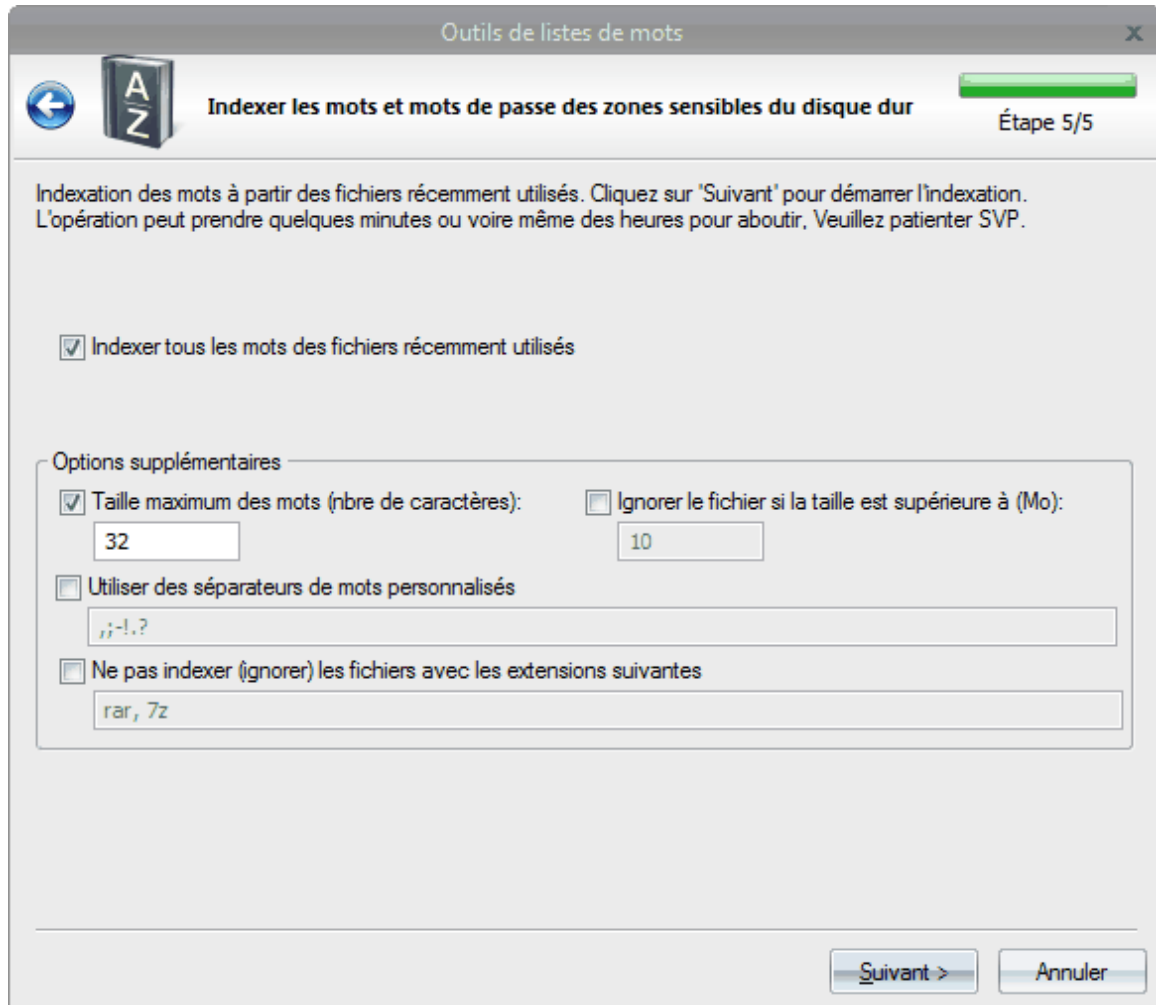 Outils de listes de mots
x
A
Z
Indexer les mots et mots de passe des zones sensibles du disque dur
Étape 5/5
Indexation des mots à partir des fichiers récemment utilisés. Cliquez sur 'Suivant' pour démarrer l'indexation.
L'opération peut prendre quelques minutes ou voire même des heures pour aboutir, Veuillez patienter SVP.
Indexer tous les mots des fichiers récemment utilisés
Options supplémentaires
Taille maximum des mots (nbre de caractères):
Ignorer le fichier si la taille est supérieure à (Mo):
32
10
Utiliser des séparateurs de mots personnalisés
,;-!.?
Ne pas indexer (ignorer) les fichiers avec les extensions suivantes
rar, 7z
Suivant >
Annuler